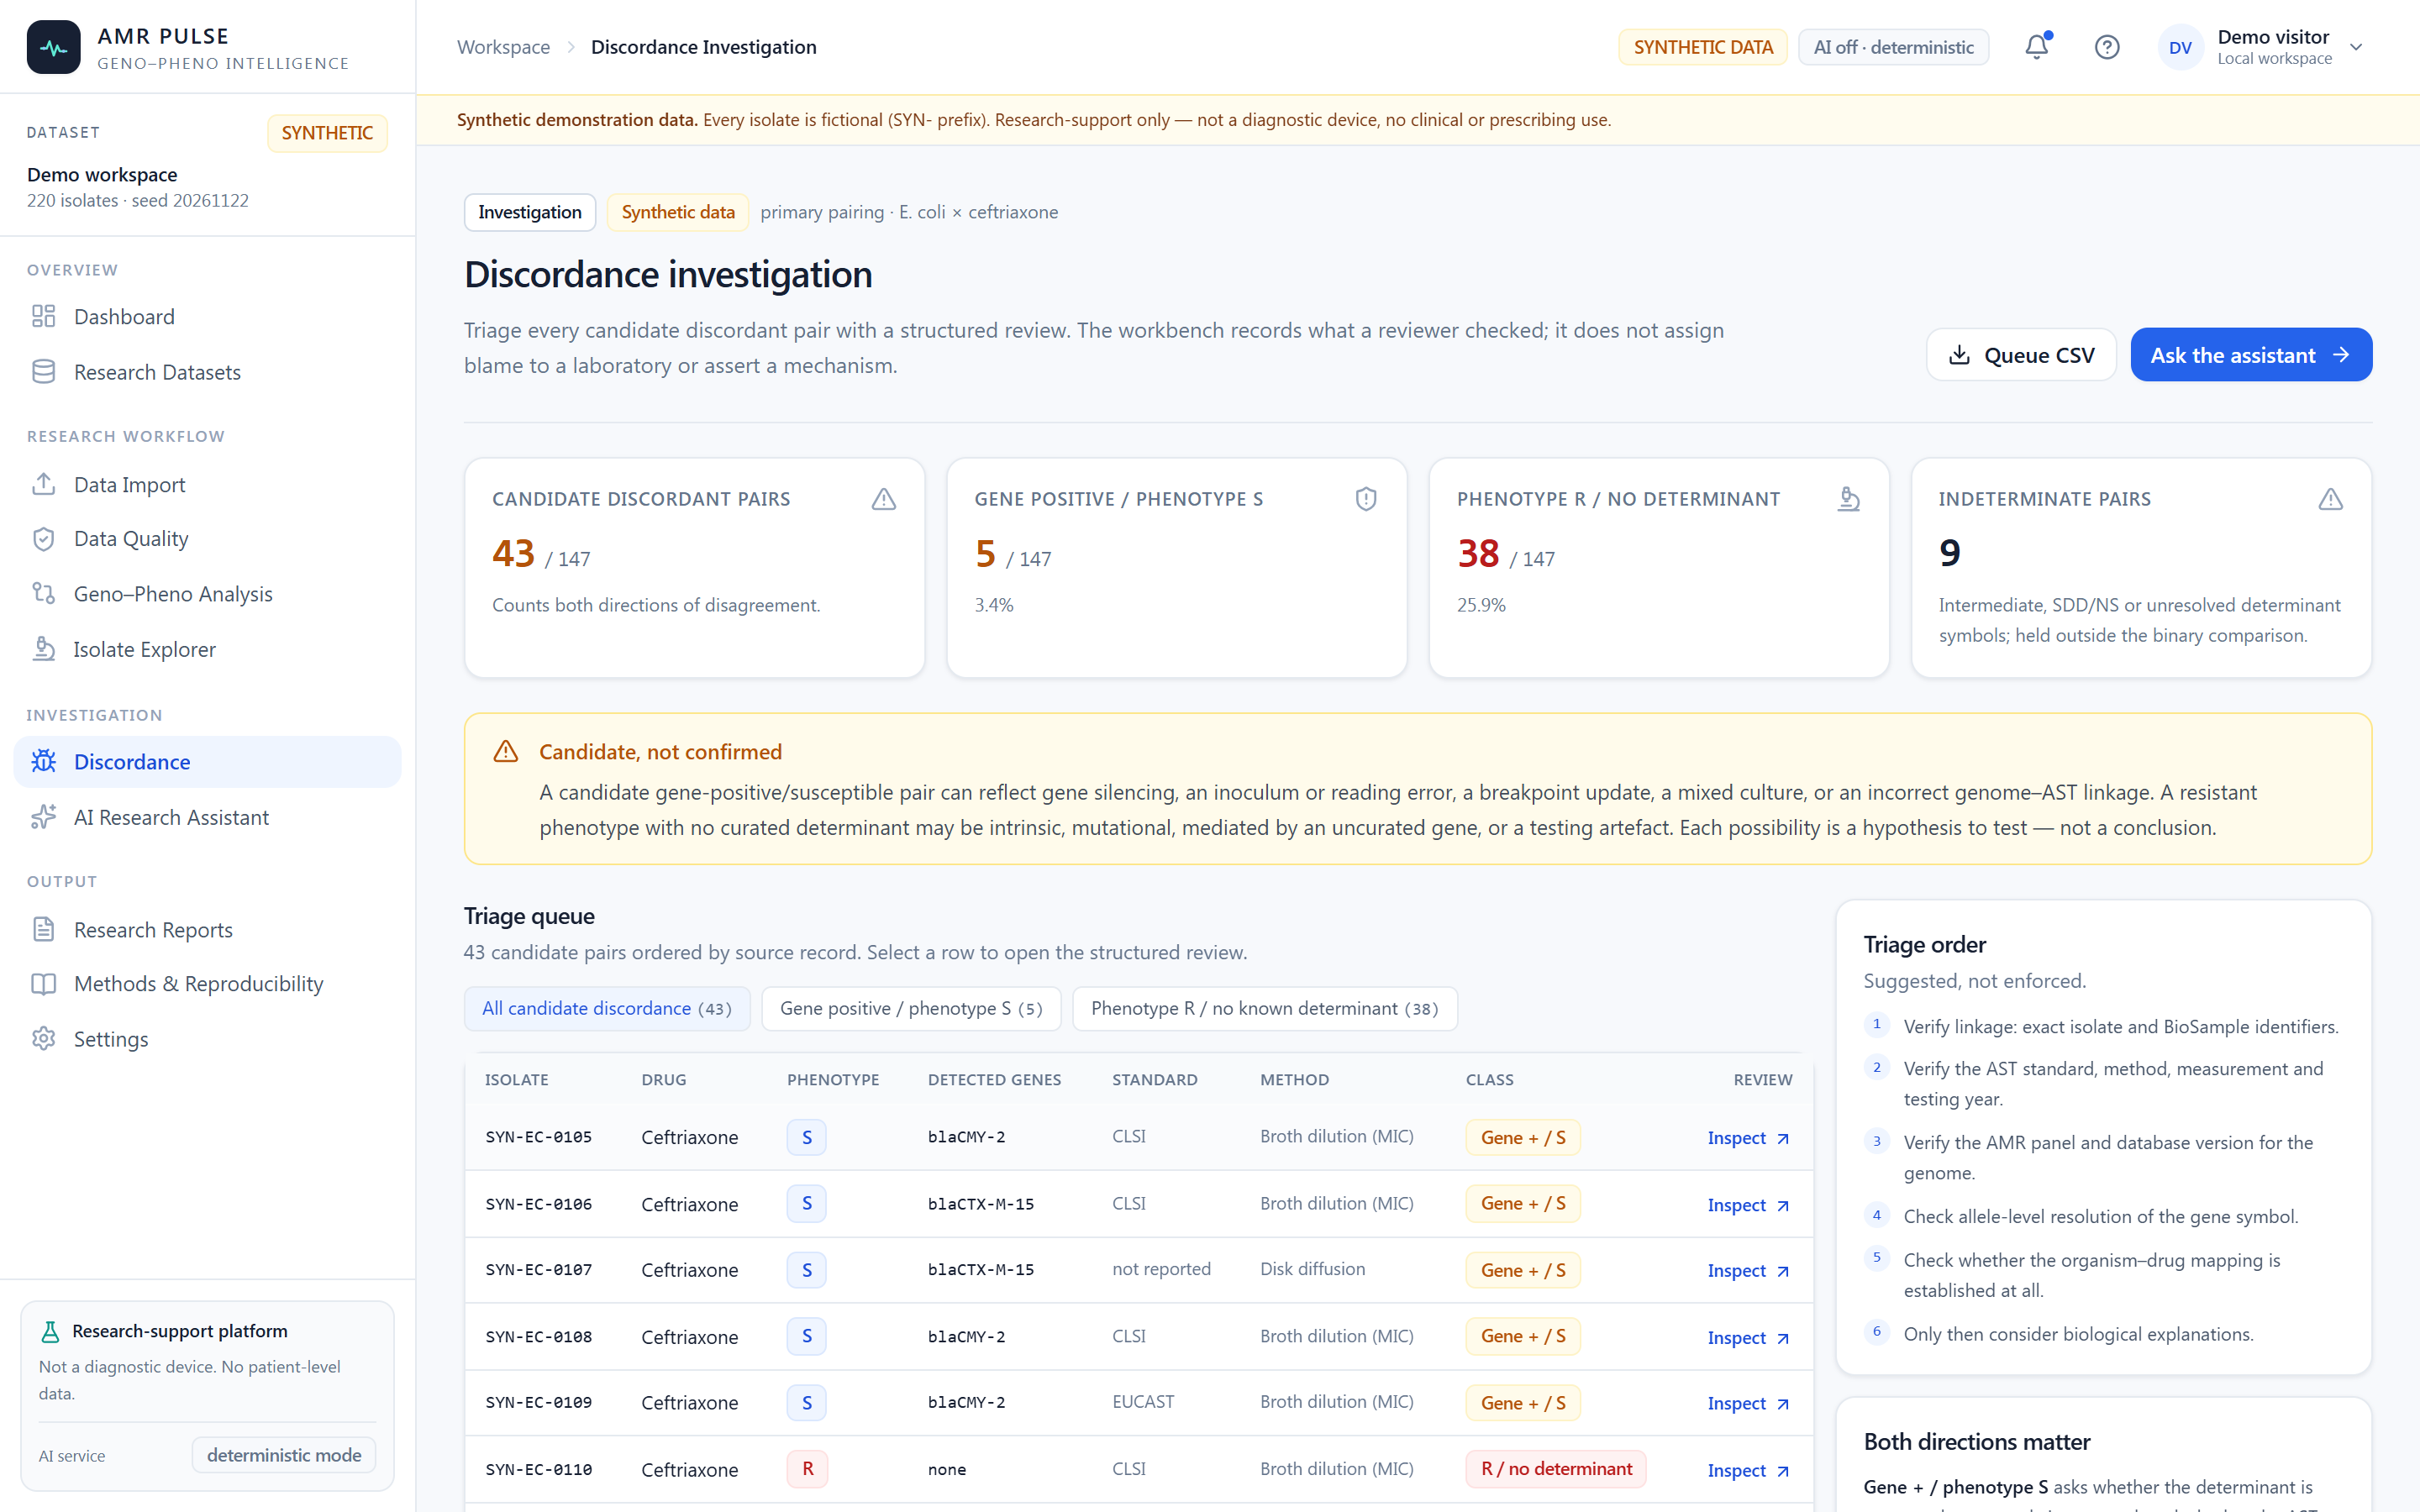 AMR PULSE
GENO–PHENO INTELLIGENCE
DATASET
SYNTHETIC
Demo workspace
220 isolates · seed 20261122
OVERVIEW
Dashboard
Research Datasets
RESEARCH WORKFLOW
Data Import
Data Quality
Geno–Pheno Analysis
Isolate Explorer
INVESTIGATION
Discordance
AI Research Assistant
OUTPUT
Research Reports
Methods & Reproducibility
Settings
Research-support platform
Not a diagnostic device. No patient-level
data.
AI service
deterministic mode
Workspace
Discordance Investigation
SYNTHETIC DATA
AI off · deterministic
DV
Demo visitor
Local workspace
Synthetic demonstration data. Every isolate is fictional (SYN- prefix). Research-support only — not a diagnostic device, no clinical or prescribing use.
Investigation
Synthetic data
primary pairing · E. coli × ceftriaxone
Discordance investigation
Triage every candidate discordant pair with a structured review. The workbench records what a reviewer checked; it does not assign
blame to a laboratory or assert a mechanism.
Queue CSV
Ask the assistant
CANDIDATE DISCORDANT PAIRS
43 / 147
Counts both directions of disagreement.
GENE POSITIVE / PHENOTYPE S
5 / 147
3.4%
PHENOTYPE R / NO DETERMINANT
38 / 147
25.9%
INDETERMINATE PAIRS
9
Intermediate, SDD/NS or unresolved determinant
symbols; held outside the binary comparison.
Candidate, not confirmed
A candidate gene-positive/susceptible pair can reflect gene silencing, an inoculum or reading error, a breakpoint update, a mixed culture, or an incorrect genome–AST linkage. A resistant
phenotype with no curated determinant may be intrinsic, mutational, mediated by an uncurated gene, or a testing artefact. Each possibility is a hypothesis to test — not a conclusion.
Triage queue
43 candidate pairs ordered by source record. Select a row to open the structured review.
All candidate discordance (43)
Gene positive / phenotype S (5)
Phenotype R / no known determinant (38)
ISOLATE DRUG PHENOTYPE DETECTED GENES STANDARD METHOD CLASS REVIEW
SYN-EC-0105 Ceftriaxone S blaCMY-2 CLSI Broth dilution (MIC) Gene + / S Inspect
SYN-EC-0106 Ceftriaxone S blaCTX-M-15 CLSI Broth dilution (MIC) Gene + / S Inspect
SYN-EC-0107 Ceftriaxone S blaCTX-M-15 not reported Disk diffusion Gene + / S Inspect
SYN-EC-0108 Ceftriaxone S blaCMY-2 CLSI Broth dilution (MIC) Gene + / S Inspect
SYN-EC-0109 Ceftriaxone S blaCMY-2 EUCAST Broth dilution (MIC) Gene + / S Inspect
SYN-EC-0110 Ceftriaxone R none CLSI Broth dilution (MIC) R / no determinant Inspect
Triage order
Suggested, not enforced.
1 Verify linkage: exact isolate and BioSample identifiers.
2 Verify the AST standard, method, measurement and
testing year.
3 Verify the AMR panel and database version for the
genome.
4 Check allele-level resolution of the gene symbol.
5 Check whether the organism–drug mapping is
established at all.
6 Only then consider biological explanations.
Both directions matter
Gene + / phenotype S asks whether the determinant is